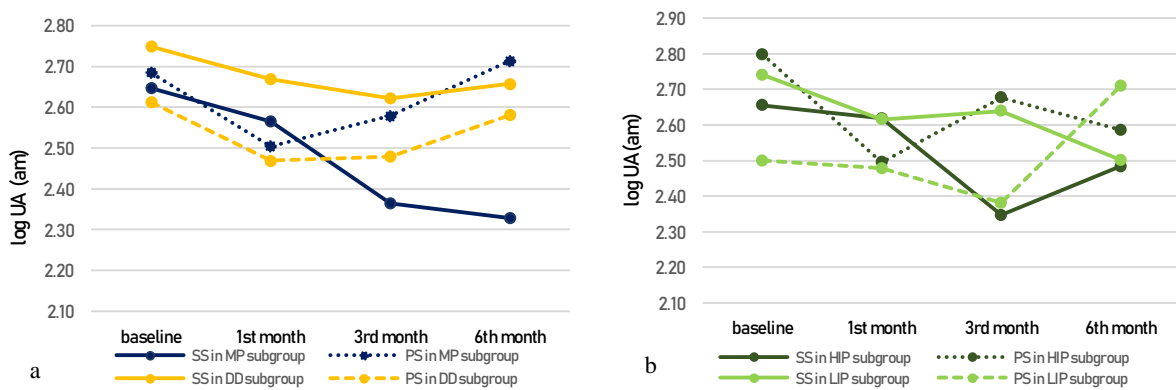 2.80
2.70
2.60
2.50
2.40
2.30
2.20
2.10
log UA (am)
baseline 1st month 3rd month 6th month
SS in MP subgroup PS in MP subgroup
SS in DD subgroup PS in DD subgroup
a
2.90
2.80
2.70
2.60
2.50
2.40
2.30
2.20
2.10
log UA (am)
baseline 1st month 3rd month 6th month
SS in HIP subgroup PS in HIP subgroup
SS in LIP subgroup PS in LIP subgroup
b